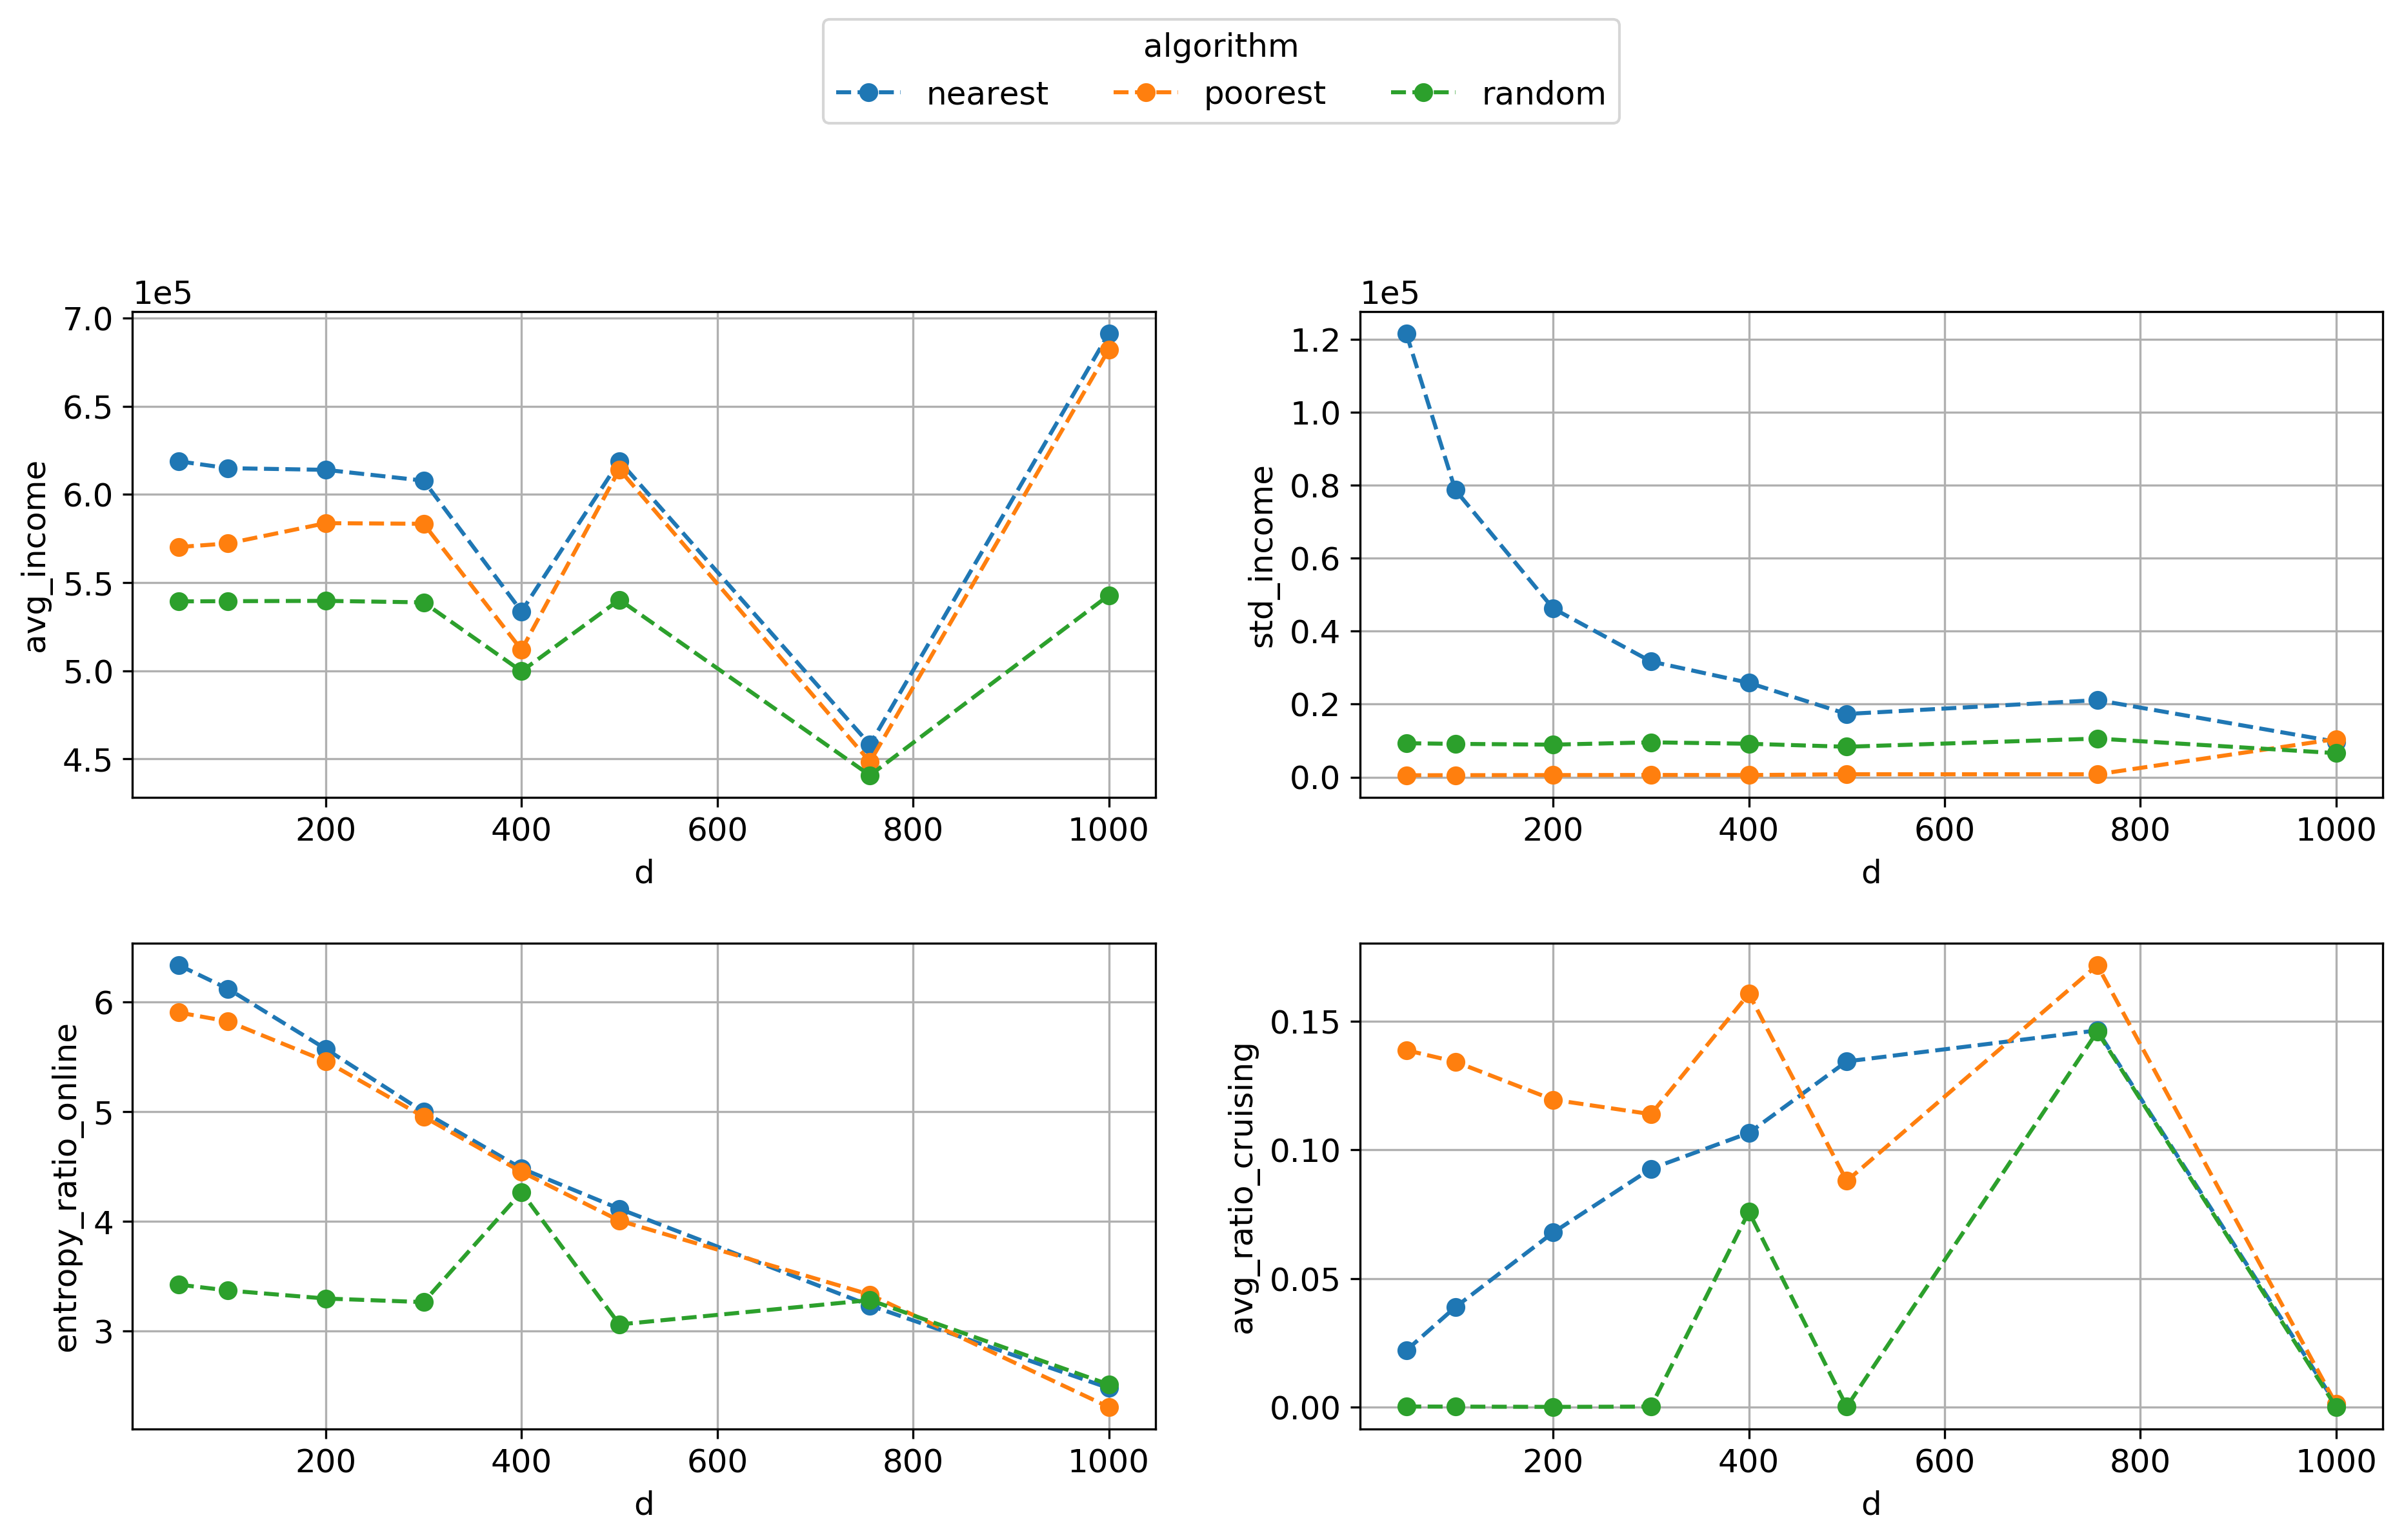 algorithm
nearest poorest random
1e5
7.0
6.5
6.0
5.5
5.0
4.5
avg_income
200 400 600 800 1000
d
1e5
1.2
1.0
0.8
0.6
0.4
0.2
0.0
std_income
200 400 600 800 1000
d
6
5
4
3
entropy_ratio_online
200 400 600 800 1000
d
0.15
0.10
0.05
0.00
avg_ratio_cruising
200 400 600 800 1000
d